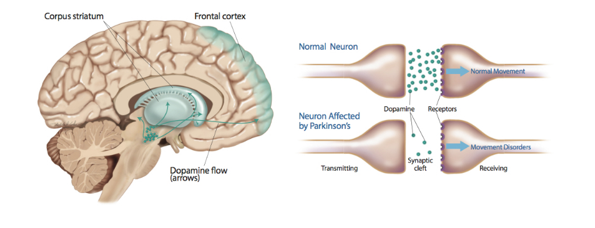 Corpus striatum
Frontal cortex
Dopamine flow
(arrows)
Normal Neuron
Normal Movement
Dopamine
Receptors
Neuron Affected
by Parkinson's
Movement Disorders
Synaptic
cleft
Transmitting
Receiving